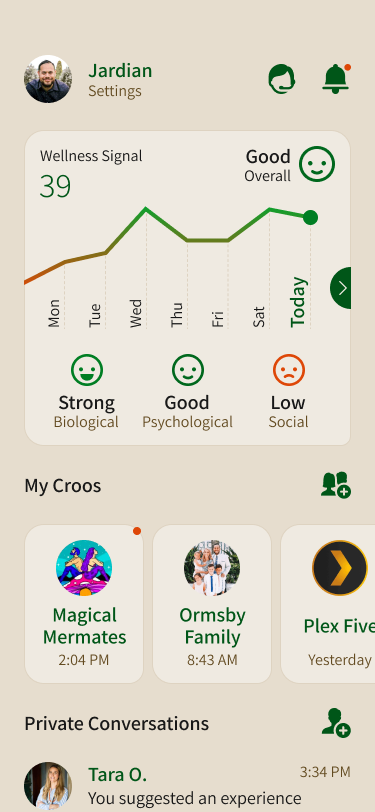 Jardian
Settings
Wellness Signal
39
Good
Overall
Mon
Tue
Wed
Thu
Fri
Sat
Today
Strong
Biological
Good
Psychological
Low
Social
My Croos
Magical
Mermates
2:04 PM
Ormsby
Family
8:43 AM
Plex Five
Yesterday
Private Conversations
Tara O.
3:34 PM
You suggested an experience